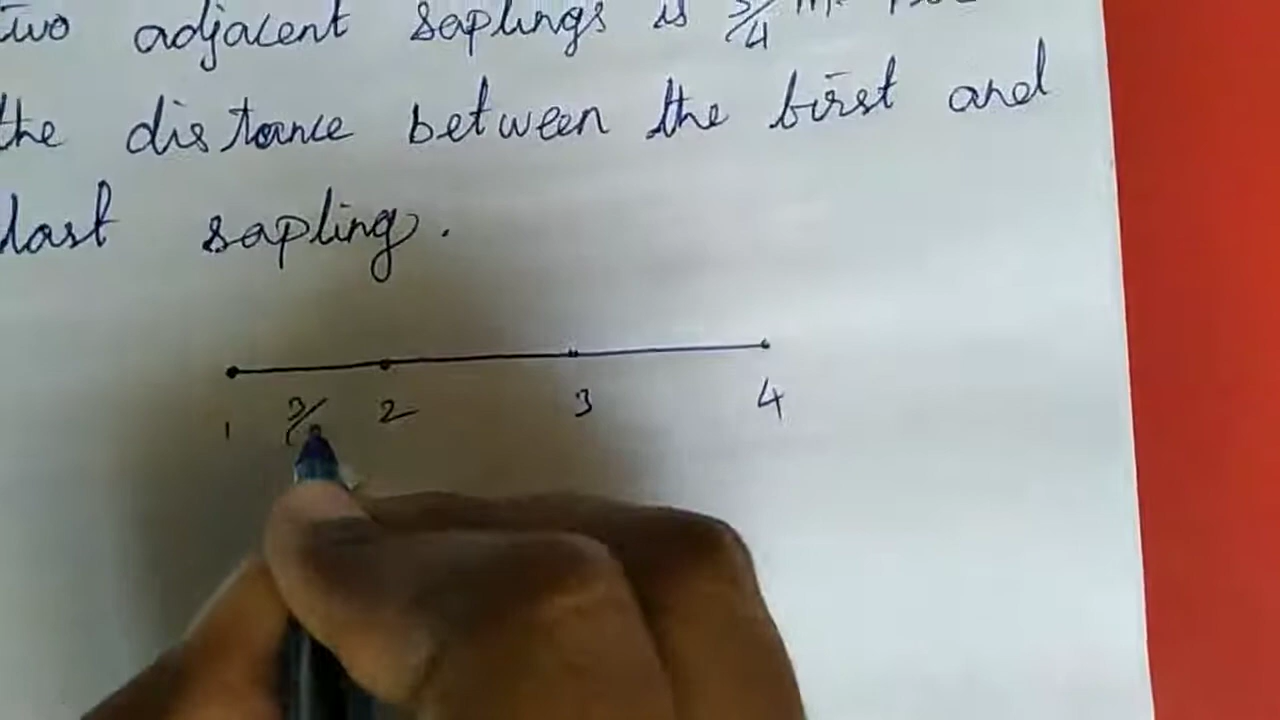 two adjacent saplings is 3/4 m.
the distance between the first and
last sapling.
1 3/ 2 3 4